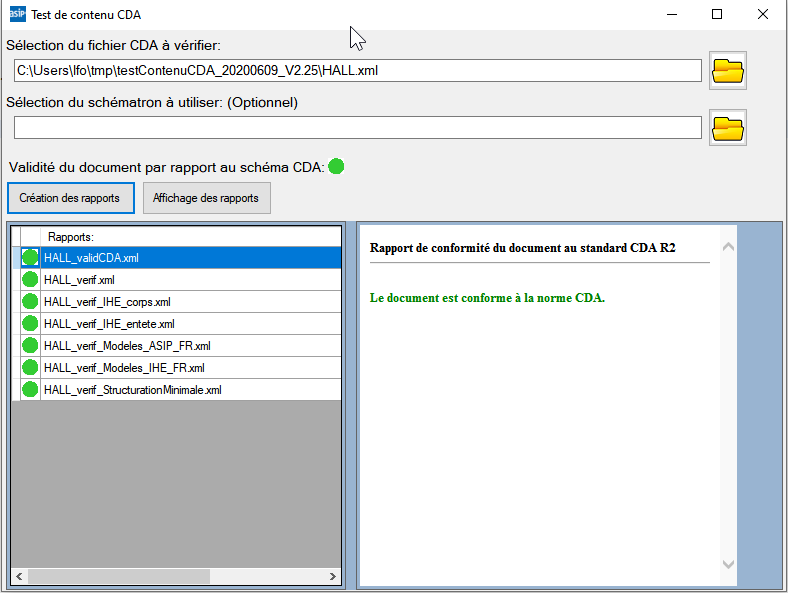 asip
Test de contenu CDA
Sélection du fichier CDA à vérifier:
C:\Users\lfo\tmp\testContenuCDA_20200609_V2.25\HALL.xml
Sélection du schématron à utiliser: (Optionnel)
Validité du document par rapport au schéma CDA:
Création des rapports
Affichage des rapports
Rapports:
HALL_validCDA.xml
HALL_verif.xml
HALL_verif_IHE_corps.xml
HALL_verif_IHE_entete.xml
HALL_verif_Modeles_ASIP_FR.xml
HALL_verif_Modeles_IHE_FR.xml
HALL_verif_StructurationMinimale.xml
Rapport de conformité du document au standard CDA R2
Le document est conforme à la norme CDA.